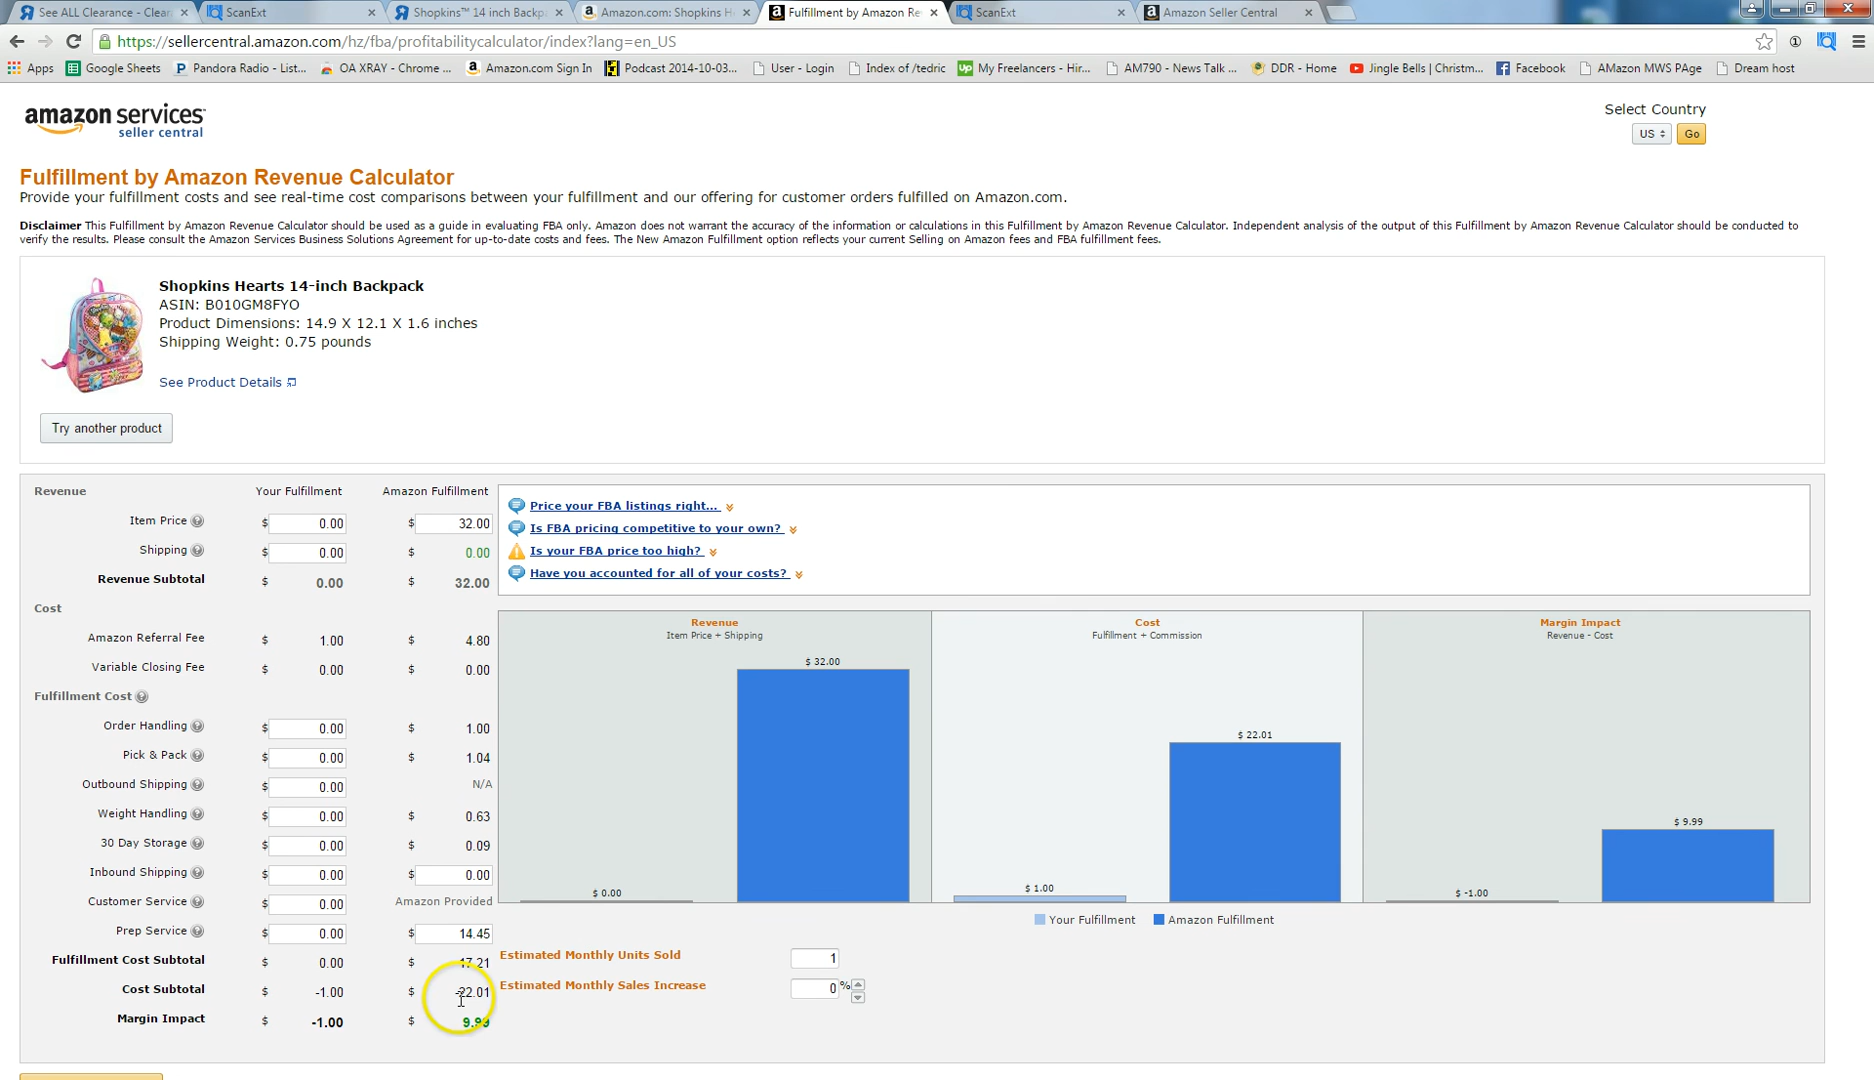 See ALL Clearance - Clear
ScanExt
Shopkins™ 14 inch Backp
Amazon.com: Shopkins H
Fulfillment by Amazon Re
ScanExt
Amazon Seller Central
https://sellercentral.amazon.com/hz/fba/profitabilitycalculator/index?lang=en_US
Apps Google Sheets Pandora Radio - List... OA XRAY - Chrome ... Amazon.com Sign In Podcast 2014-10-03... User - Login Index of /tedric My Freelancers - Hir... AM790 - News Talk ... DDR - Home Jingle Bells | Christm... Facebook AMazon MWS PAge Dream host
amazon services
seller central
Select Country
US Go
Fulfillment by Amazon Revenue Calculator
Provide your fulfillment costs and see real-time cost comparisons between your fulfillment and our offering for customer orders fulfilled on Amazon.com.
Disclaimer This Fulfillment by Amazon Revenue Calculator should be used as a guide in evaluating FBA only. Amazon does not warrant the accuracy of the information or calculations in this Fulfillment by Amazon Revenue Calculator. Independent analysis of the output of this Fulfillment by Amazon Revenue Calculator should be conducted to
verify the results. Please consult the Amazon Services Business Solutions Agreement for up-to-date costs and fees. The New Amazon Fulfillment option reflects your current Selling on Amazon fees and FBA fulfillment fees.
Shopkins Hearts 14-inch Backpack
ASIN: B010GM8FYO
Product Dimensions: 14.9 X 12.1 X 1.6 inches
Shipping Weight: 0.75 pounds
See Product Details
Try another product
Revenue Your Fulfillment Amazon Fulfillment
Item Price $ 0.00 $ 32.00
Shipping $ 0.00 $ 0.00
Revenue Subtotal $ 0.00 $ 32.00
Cost
Amazon Referral Fee $ 1.00 $ 4.80
Variable Closing Fee $ 0.00 $ 0.00
Fulfillment Cost
Order Handling $ 0.00 $ 1.00
Pick & Pack $ 0.00 $ 1.04
Outbound Shipping $ 0.00 N/A
Weight Handling $ 0.00 $ 0.63
30 Day Storage $ 0.00 $ 0.09
Inbound Shipping $ 0.00 $ 0.00
Customer Service $ 0.00 Amazon Provided
Prep Service $ 0.00 $ 14.45
Fulfillment Cost Subtotal $ 0.00 $ 17.21
Cost Subtotal $ -1.00 $ -22.01
Margin Impact $ -1.00 $ 9.99
Price your FBA listings right...
Is FBA pricing competitive to your own?
Is your FBA price too high?
Have you accounted for all of your costs?
Revenue
Item Price + Shipping
$ 32.00
$ 0.00
Cost
Fulfillment + Commission
$ 22.01
$ 1.00
Margin Impact
Revenue - Cost
$ 9.99
$ -1.00
Your Fulfillment Amazon Fulfillment
Estimated Monthly Units Sold 1
Estimated Monthly Sales Increase 0 %